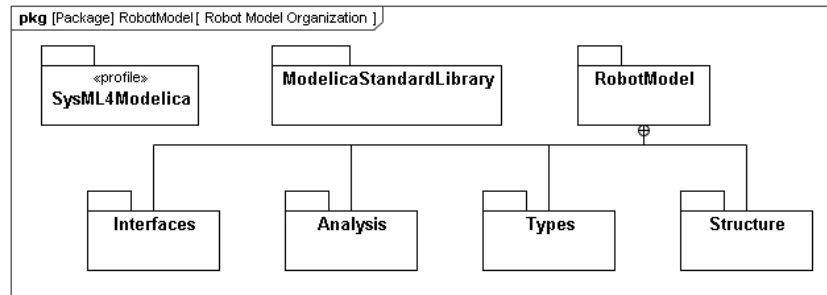 pkg [Package] RobotModel[ Robot Model Organization ]
«profile»
SysML4Modelica
ModelicaStandardLibrary
RobotModel
Interfaces
Analysis
Types
Structure